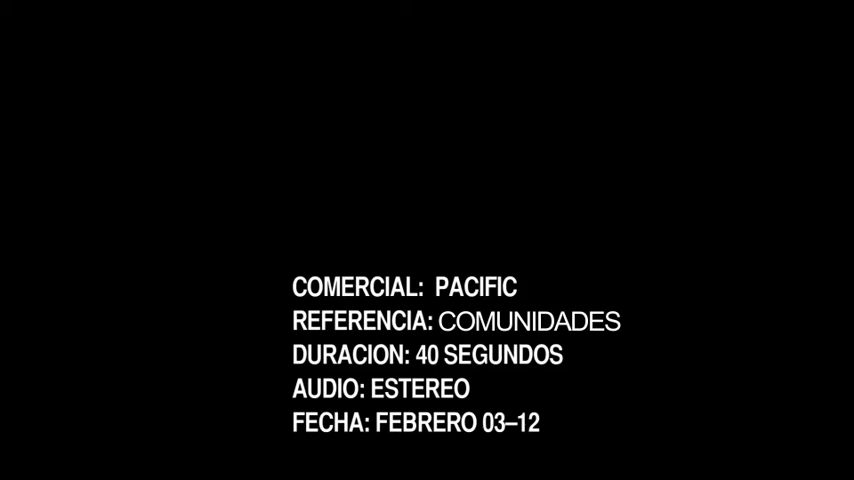 COMERCIAL: PACIFIC
REFERENCIA: COMUNIDADES
DURACION: 40 SEGUNDOS
AUDIO: ESTEREO
FECHA: FEBRERO 03–12